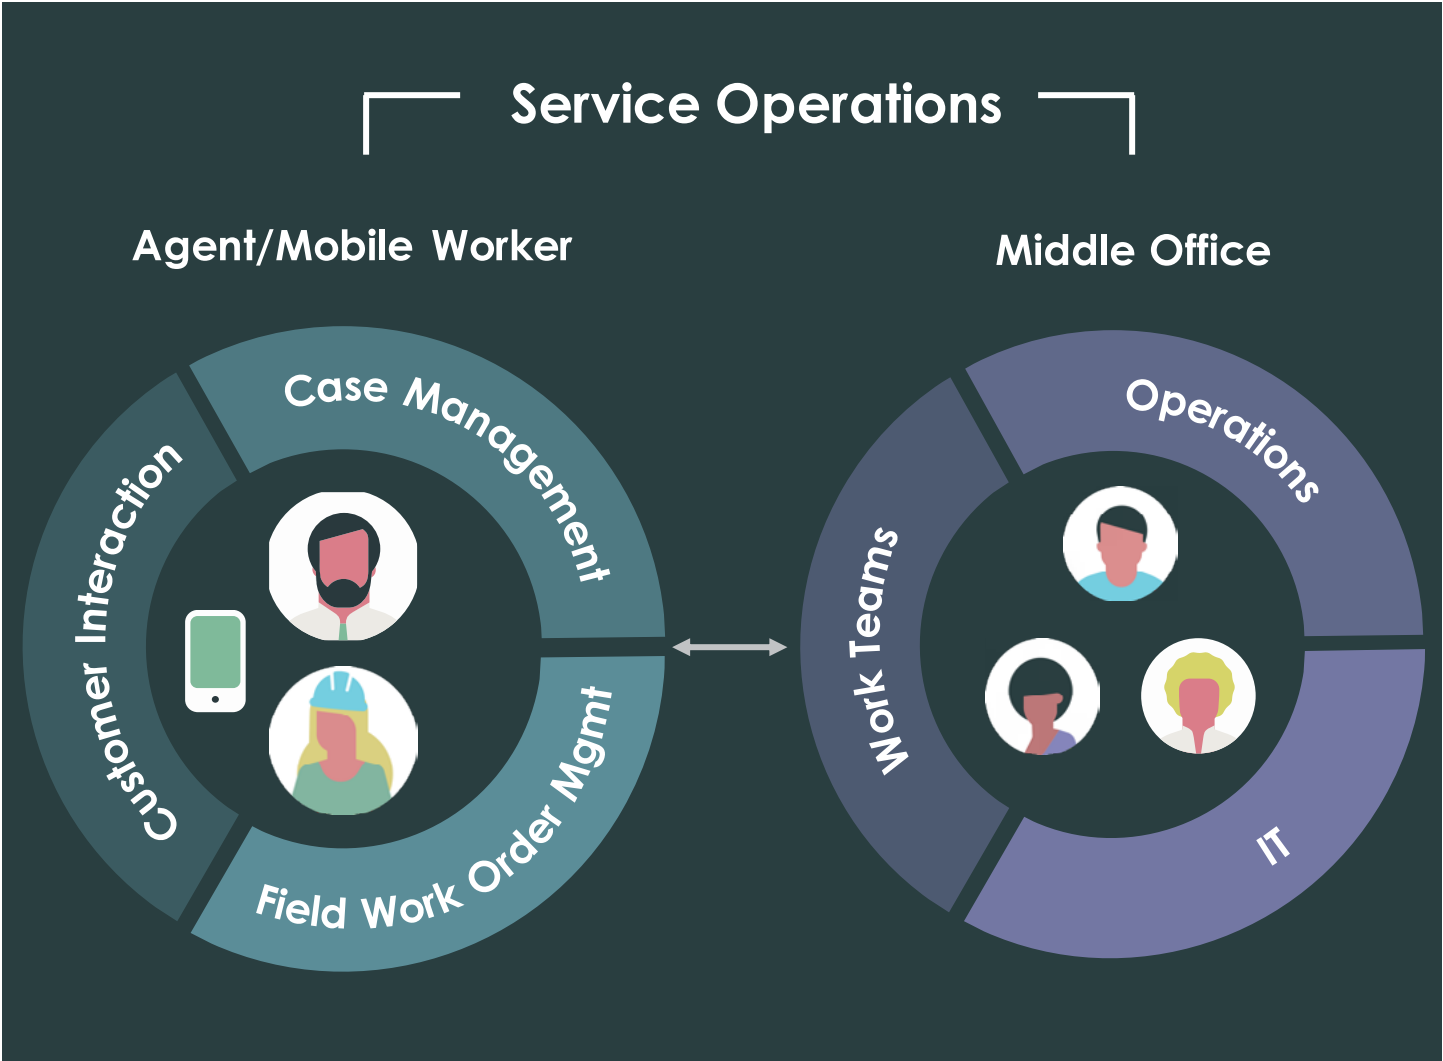 Service Operations
Agent/Mobile Worker
Middle Office
Case Management
Customer Interaction
Field Work Order Mgmt
Operations
Work Teams
IT